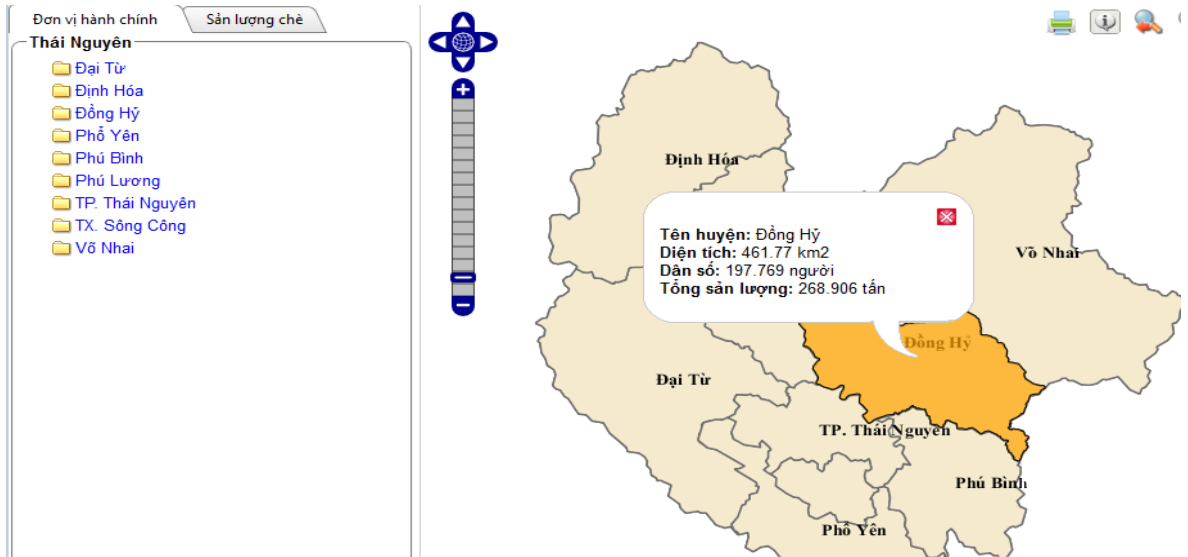 Đơn vị hành chính
Sản lượng chè
Thái Nguyên
Đại Từ
Định Hóa
Đồng Hỷ
Phổ Yên
Phú Bình
Phú Lương
TP. Thái Nguyên
TX. Sông Công
Võ Nhai
Định Hóa
Tên huyện: Đồng Hỷ
Diện tích: 461.77 km2
Dân số: 197.769 người
Tổng sản lượng: 268.906 tấn
Võ Nhai
Đồng Hỷ
Đại Từ
TP. Thái Nguyên
Phú Bình
Phổ Yên